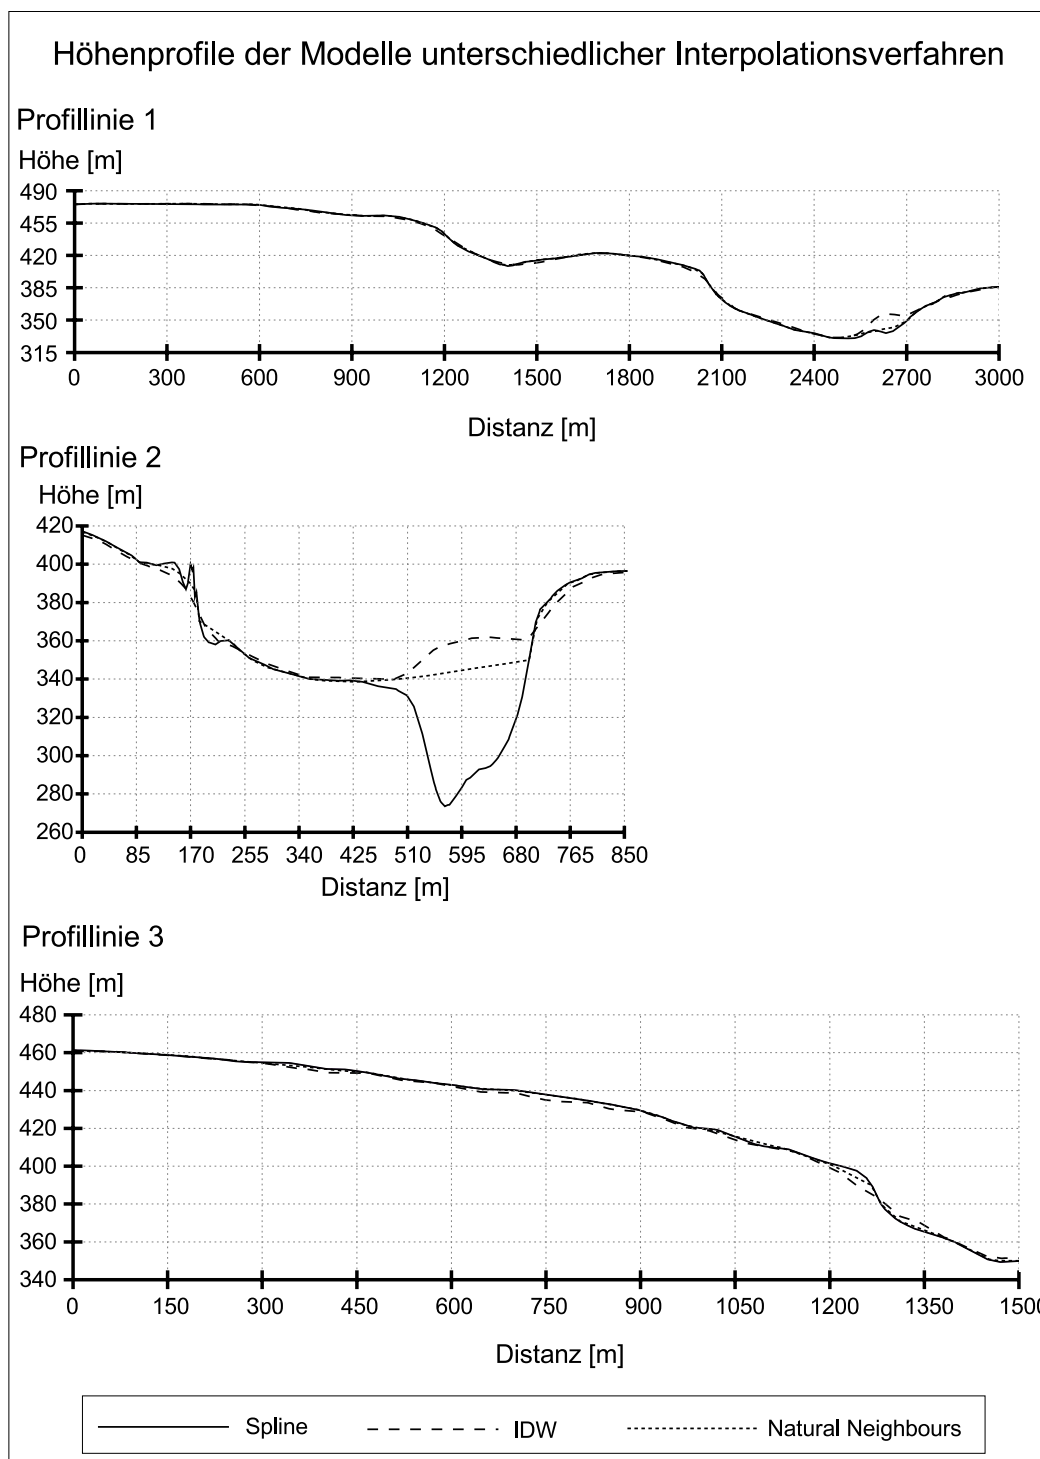 Höhenprofile der Modelle unterschiedlicher Interpolationsverfahren
Profillinie 1
Höhe [m]
490
455
420
385
350
315
0 300 600 900 1200 1500 1800 2100 2400 2700 3000
Distanz [m]
Profillinie 2
Höhe [m]
420
400
380
360
340
320
300
280
260
0 85 170 255 340 425 510 595 680 765 850
Distanz [m]
Profillinie 3
Höhe [m]
480
460
440
420
400
380
360
340
0 150 300 450 600 750 900 1050 1200 1350 1500
Distanz [m]
Spline IDW Natural Neighbours